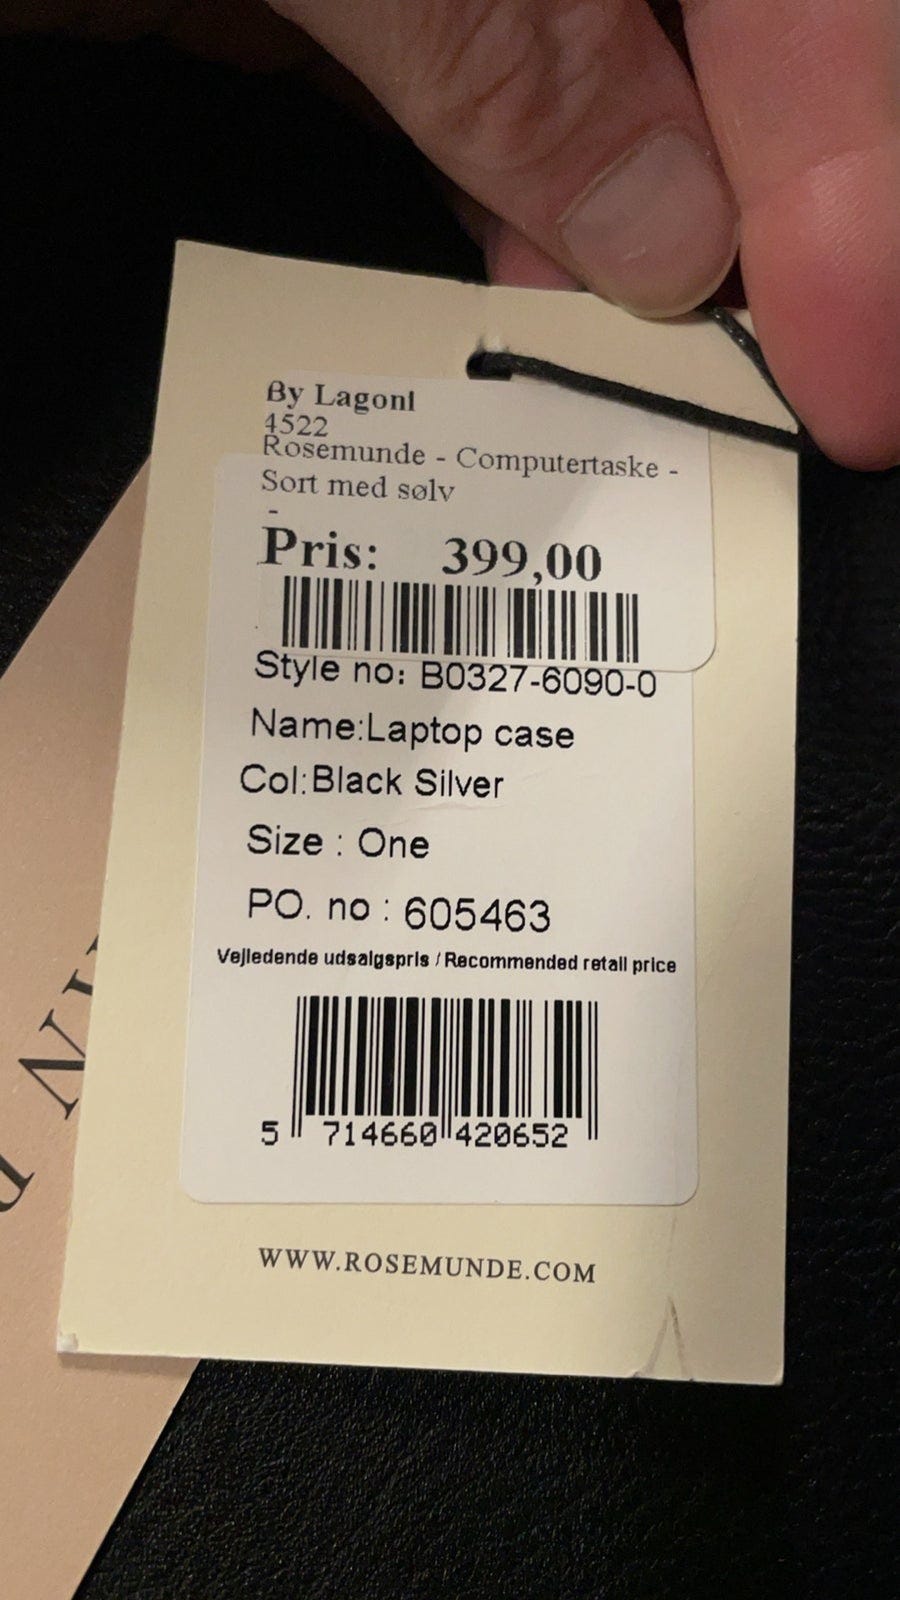 By Lagoni
4522
Rosemunde - Computertaske -
Sort med sølv
-
Pris: 399,00
Style no: B0327-6090-0
Name:Laptop case
Col:Black Silver
Size : One
PO. no : 605463
Vejledende udsalgspris / Recommended retail price
5 714660 420652
WWW.ROSEMUNDE.COM